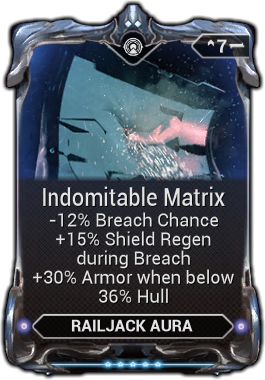 7
Indomitable Matrix
-12% Breach Chance
+15% Shield Regen
during Breach
+30% Armor when below
36% Hull
RAILJACK AURA